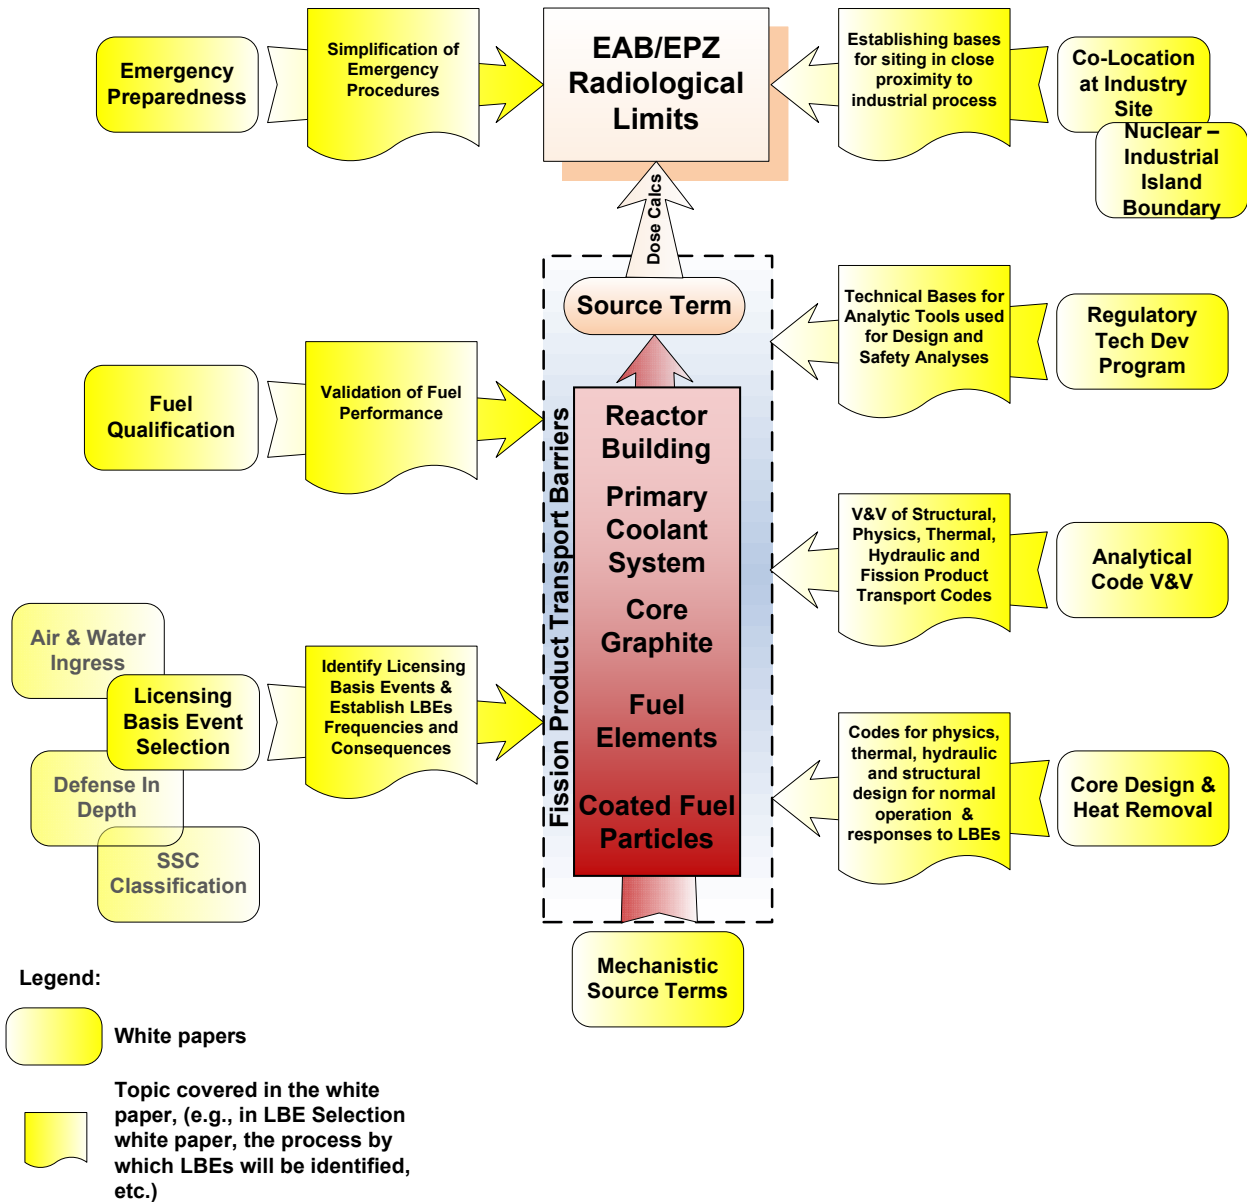 Emergency
Preparedness
Simplification of
Emergency
Procedures
EAB/EPZ
Radiological
Limits
Establishing bases
for siting in close
proximity to
industrial process
Co-Location
at Industry
Site
Nuclear –
Industrial
Island
Boundary
Dose Calcs
Source Term
Fission Product Transport Barriers
Reactor
Building
Primary
Coolant
System
Core
Graphite
Fuel
Elements
Coated Fuel
Particles
Mechanistic
Source Terms
Technical Bases for
Analytic Tools used
for Design and
Safety Analyses
Regulatory
Tech Dev
Program
Fuel
Qualification
Validation of Fuel
Performance
V&V of Structural,
Physics, Thermal,
Hydraulic and
Fission Product
Transport Codes
Analytical
Code V&V
Air & Water
Ingress
Licensing
Basis Event
Selection
Defense In
Depth
SSC
Classification
Identify Licensing
Basis Events &
Establish LBEs
Frequencies and
Consequences
Codes for physics,
thermal, hydraulic
and structural
design for normal
operation &
responses to LBEs
Core Design &
Heat Removal
Legend:
White papers
Topic covered in the white
paper, (e.g., in LBE Selection
white paper, the process by
which LBEs will be identified,
etc.)